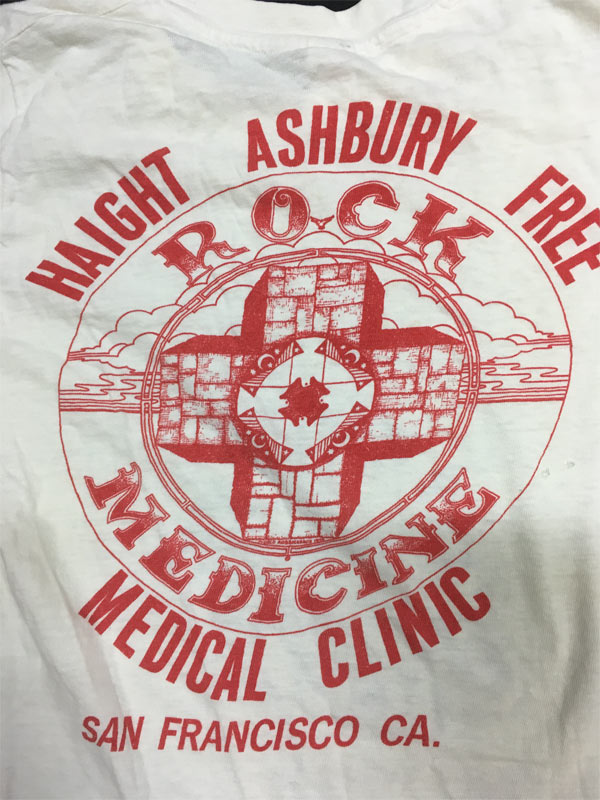 HAIGHT ASHBURY FREE
ROCK
MEDICINE
MEDICAL CLINIC
SAN FRANCISCO CA.